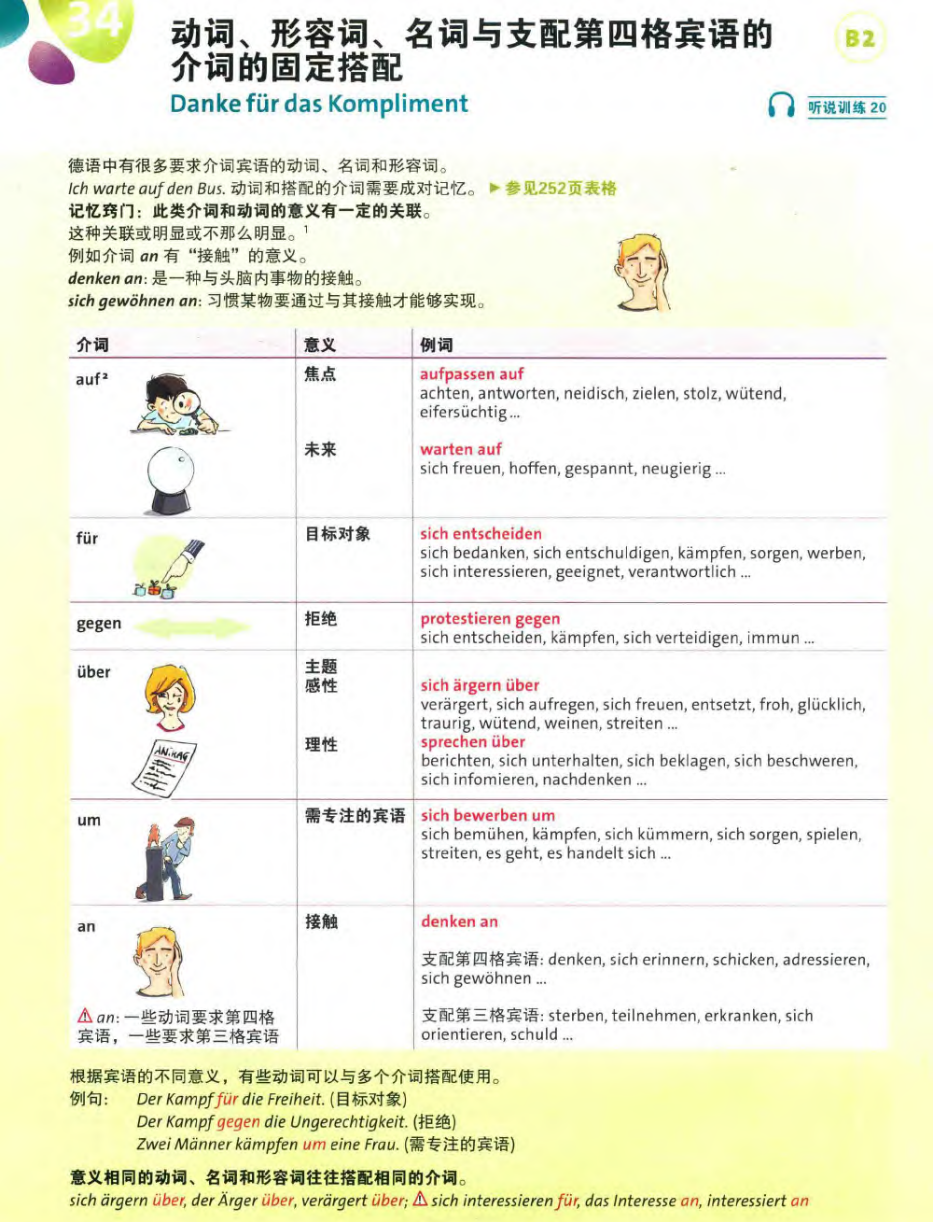 34
动词、形容词、名词与支配第四格宾语的
介词的固定搭配
B2
Danke für das Kompliment
听说训练 20
德语中有很多要求介词宾语的动词、名词和形容词。
Ich warte auf den Bus. 动词和搭配的介词需要成对记忆。 ▶ 参见252页表格
记忆窍门：此类介词和动词的意义有一定的关联。
这种关联或明显或不那么明显。¹
例如介词 an 有“接触”的意义。
denken an: 是一种与头脑内事物的接触。
sich gewöhnen an: 习惯某物要通过与其接触才能够实现。
介词 意义 例词
auf² 焦点 aufpassen auf
achten, antworten, neidisch, zielen, stolz, wütend,
eifersüchtig ...
未来 warten auf
sich freuen, hoffen, gespannt, neugierig ...
für 目标对象 sich entscheiden
sich bedanken, sich entschuldigen, kämpfen, sorgen, werben,
sich interessieren, geeignet, verantwortlich ...
gegen 拒绝 protestieren gegen
sich entscheiden, kämpfen, sich verteidigen, immun ...
über 主题
感性 sich ärgern über
verärgert, sich aufregen, sich freuen, entsetzt, froh, glücklich,
traurig, wütend, weinen, streiten ...
理性 sprechen über
ANTRAG
berichten, sich unterhalten, sich beklagen, sich beschweren,
sich infomieren, nachdenken ...
um 需专注的宾语 sich bewerben um
sich bemühen, kämpfen, sich kümmern, sich sorgen, spielen,
streiten, es geht, es handelt sich ...
an 接触 denken an
支配第四格宾语: denken, sich erinnern, schicken, adressieren,
sich gewöhnen ...
⚠ an: 一些动词要求第四格
宾语，一些要求第三格宾语
支配第三格宾语: sterben, teilnehmen, erkranken, sich
orientieren, schuld ...
根据宾语的不同意义，有些动词可以与多个介词搭配使用。
例句： Der Kampf für die Freiheit. (目标对象)
Der Kampf gegen die Ungerechtigkeit. (拒绝)
Zwei Männer kämpfen um eine Frau. (需专注的宾语)
意义相同的动词、名词和形容词往往搭配相同的介词。
sich ärgern über, der Ärger über, verärgert über; ⚠ sich interessieren für, das Interesse an, interessiert an